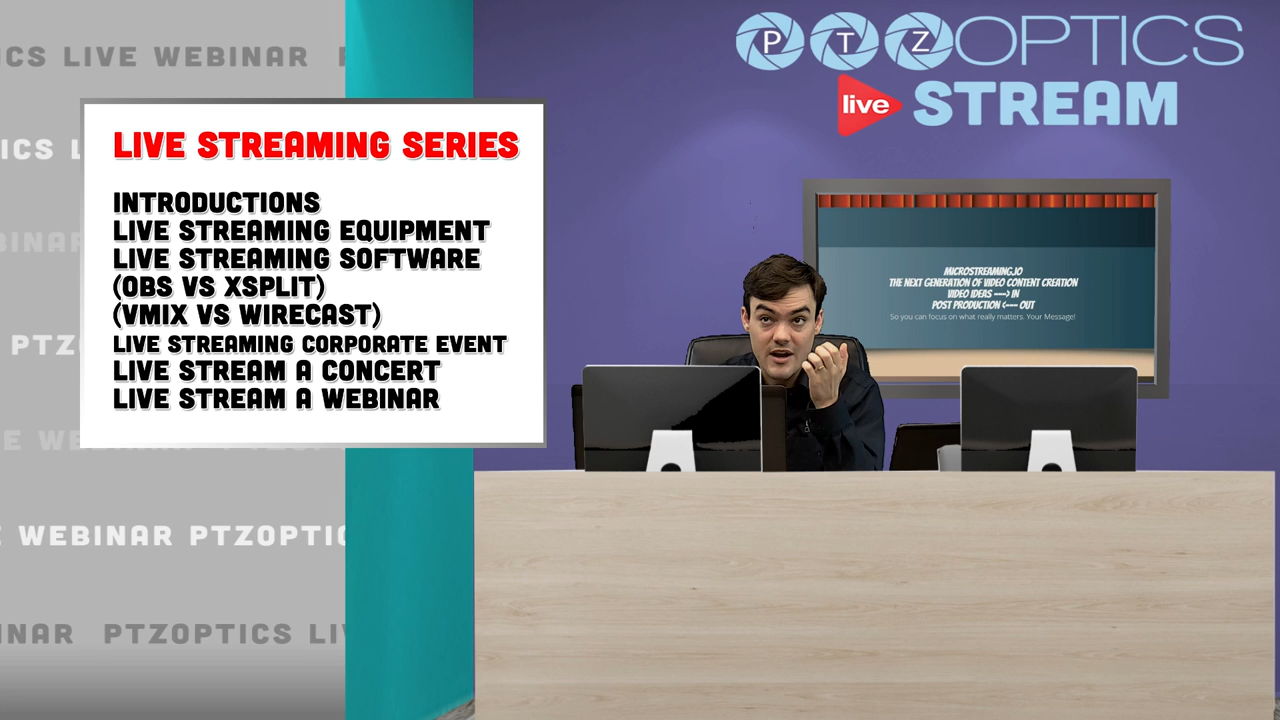 ICS LIVE WEBINAR
ICS L
BINAR
PTZ
E WE
E WEBINAR PTZOPTIC
INAR PTZOPTICS LIV
LIVE STREAMING SERIES
INTRODUCTIONS
LIVE STREAMING EQUIPMENT
LIVE STREAMING SOFTWARE
(OBS VS XSPLIT)
(VMIX VS WIRECAST)
LIVE STREAMING CORPORATE EVENT
LIVE STREAM A CONCERT
LIVE STREAM A WEBINAR
PTZOPTICS
live STREAM
MICROSTREAMING.IO
THE NEXT GENERATION OF VIDEO CONTENT CREATION
VIDEO IDEAS ---> IN
POST PRODUCTION <--- OUT
So you can focus on what really matters. Your Message!